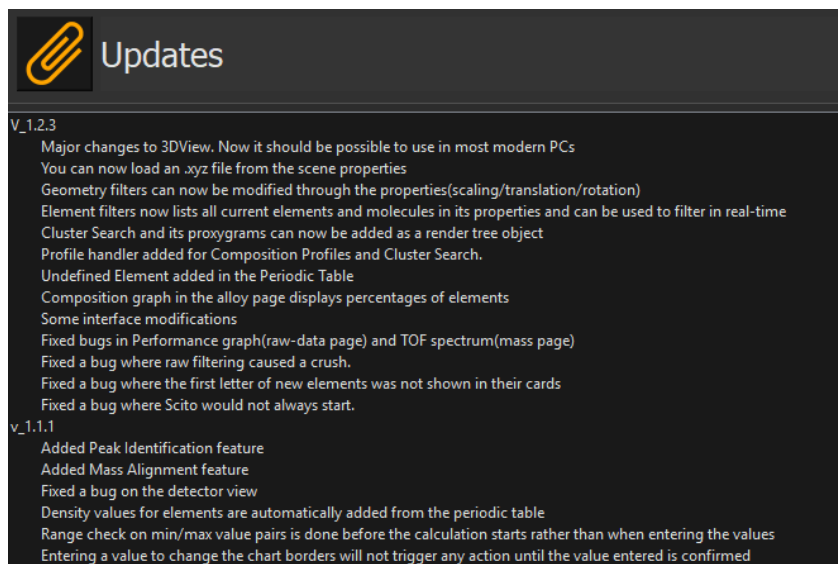 Updates
V_1.2.3
Major changes to 3DView. Now it should be possible to use in most modern PCs
You can now load an .xyz file from the scene properties
Geometry filters can now be modified through the properties(scaling/translation/rotation)
Element filters now lists all current elements and molecules in its properties and can be used to filter in real-time
Cluster Search and its proxygrams can now be added as a render tree object
Profile handler added for Composition Profiles and Cluster Search.
Undefined Element added in the Periodic Table
Composition graph in the alloy page displays percentages of elements
Some interface modifications
Fixed bugs in Performance graph(raw-data page) and TOF spectrum(mass page)
Fixed a bug where raw filtering caused a crush.
Fixed a bug where the first letter of new elements was not shown in their cards
Fixed a bug where Scito would not always start.
v_1.1.1
Added Peak Identification feature
Added Mass Alignment feature
Fixed a bug on the detector view
Density values for elements are automatically added from the periodic table
Range check on min/max value pairs is done before the calculation starts rather than when entering the values
Entering a value to change the chart borders will not trigger any action until the value entered is confirmed